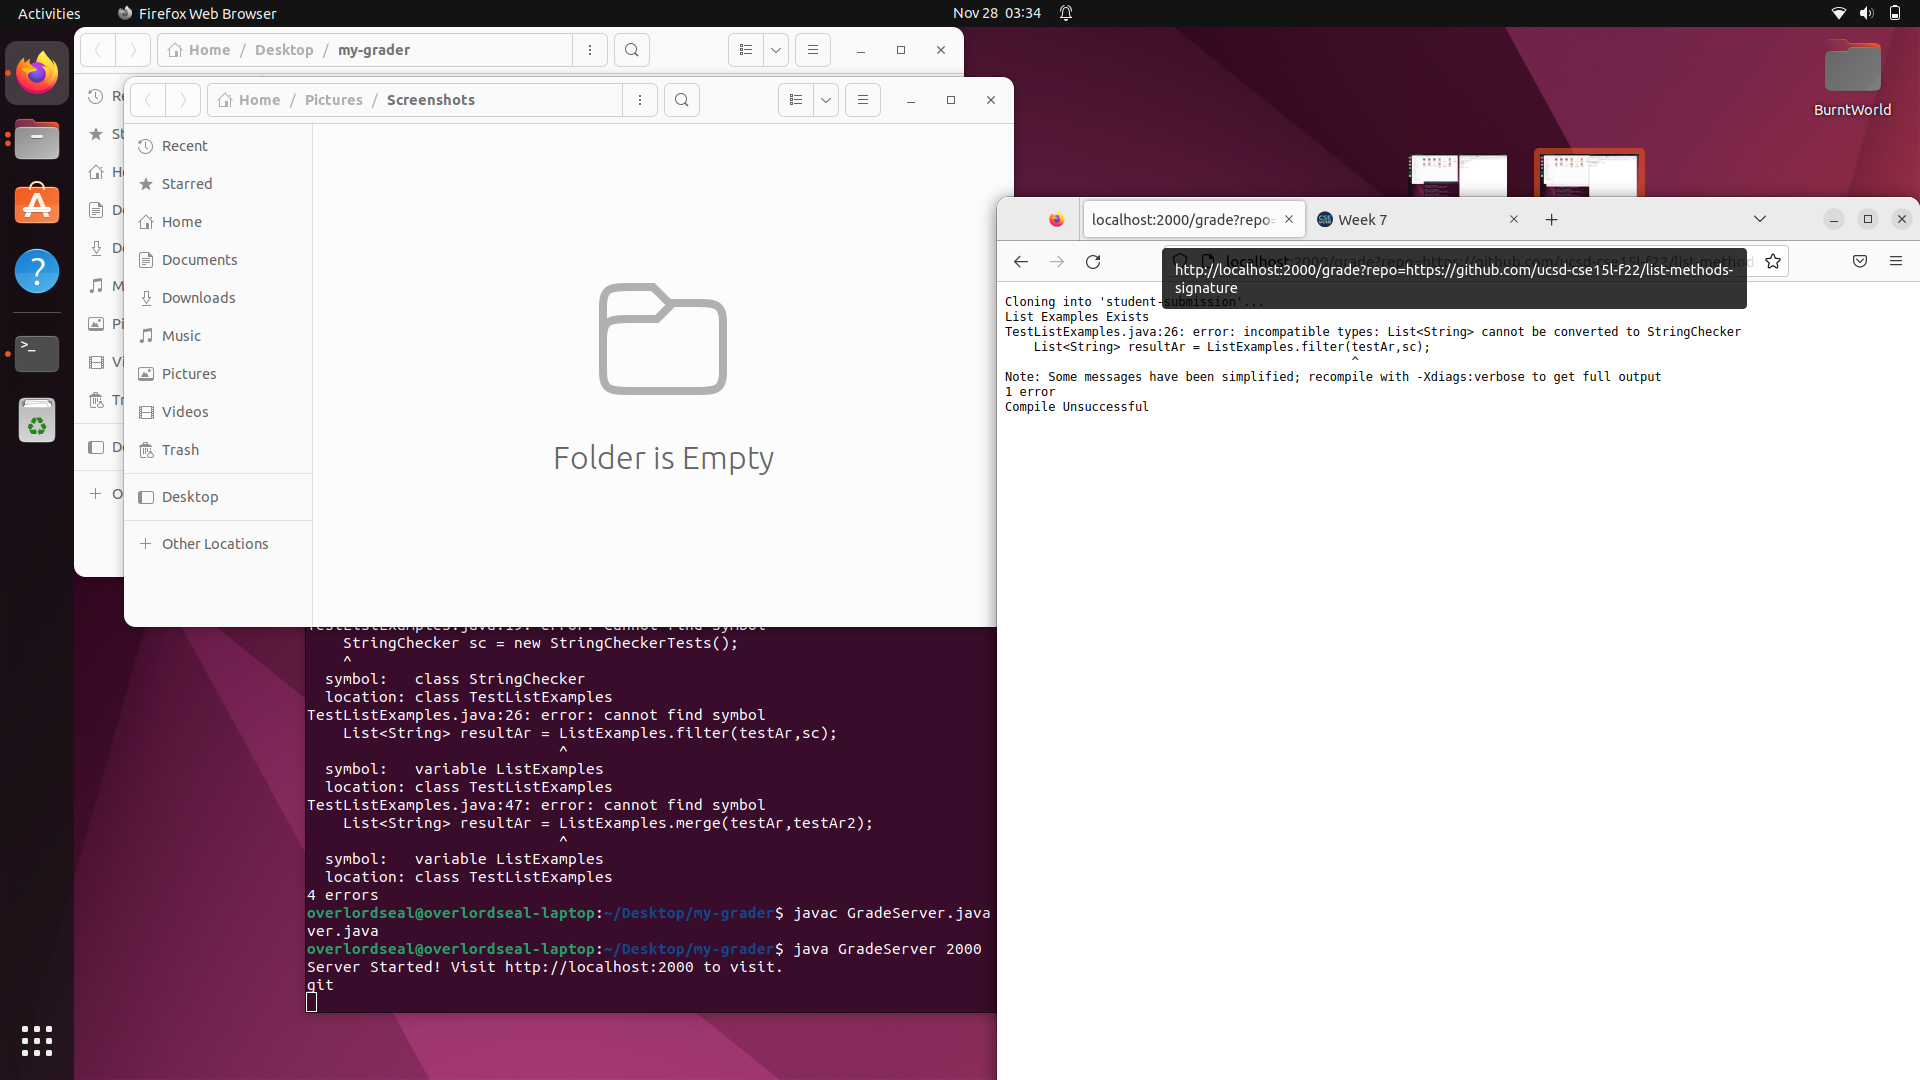 Activities
Firefox Web Browser
Nov 28 03:34
Home / Desktop / my-grader
Home / Pictures / Screenshots
Recent
Starred
Home
Documents
Downloads
Music
Pictures
Videos
Trash
Desktop
Other Locations
Folder is Empty
BurntWorld
localhost:2000/grade?repo=
Week 7
http://localhost:2000/grade?repo=https://github.com/ucsd-cse15l-f22/list-methods-
signature
Cloning into 'student-submission'...
List Examples Exists
TestListExamples.java:26: error: incompatible types: List<String> cannot be converted to StringChecker
List<String> resultAr = ListExamples.filter(testAr,sc);
^
Note: Some messages have been simplified; recompile with -Xdiags:verbose to get full output
1 error
Compile Unsuccessful
TestListExamples.java:19: error: cannot find symbol
StringChecker sc = new StringCheckerTests();
^
symbol:   class StringChecker
location: class TestListExamples
TestListExamples.java:26: error: cannot find symbol
List<String> resultAr = ListExamples.filter(testAr,sc);
^
symbol:   variable ListExamples
location: class TestListExamples
TestListExamples.java:47: error: cannot find symbol
List<String> resultAr = ListExamples.merge(testAr,testAr2);
^
symbol:   variable ListExamples
location: class TestListExamples
4 errors
overlordseal@overlordseal-laptop:~/Desktop/my-grader$ javac GradeServer.java
ver.java
overlordseal@overlordseal-laptop:~/Desktop/my-grader$ java GradeServer 2000
Server Started! Visit http://localhost:2000 to visit.
git